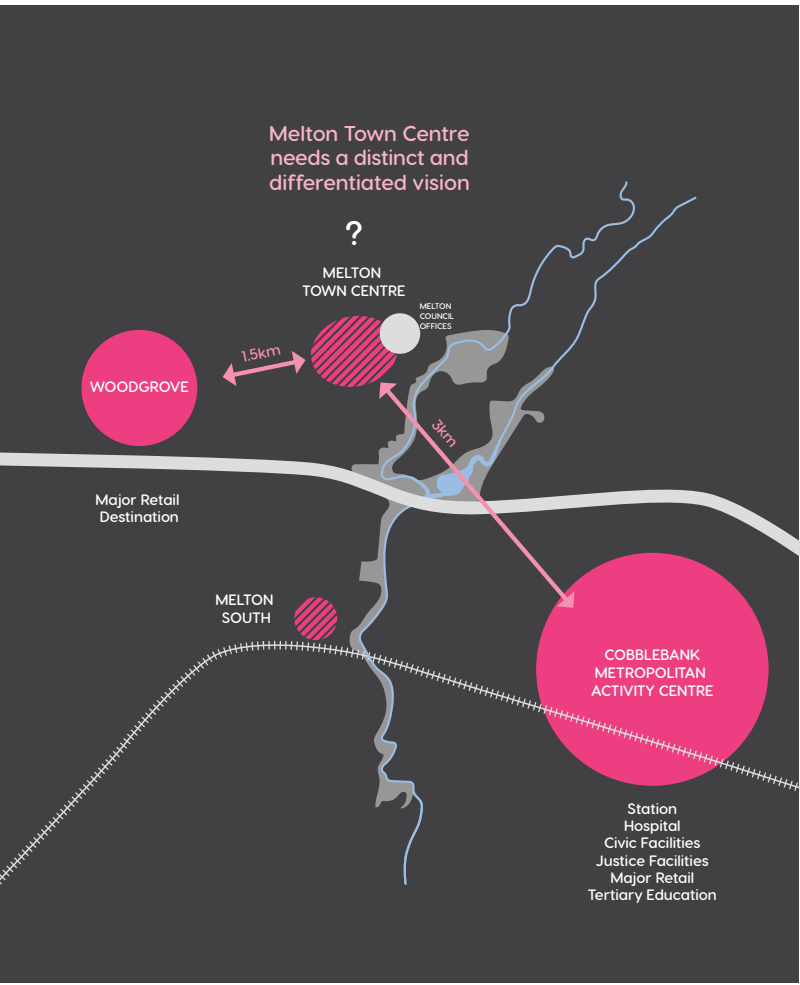 Melton Town Centre
needs a distinct and
differentiated vision
?
MELTON
TOWN CENTRE
MELTON
COUNCIL
OFFICES
1.5km
WOODGROVE
3km
Major Retail
Destination
MELTON
SOUTH
COBBLEBANK
METROPOLITAN
ACTIVITY CENTRE
Station
Hospital
Civic Facilities
Justice Facilities
Major Retail
Tertiary Education